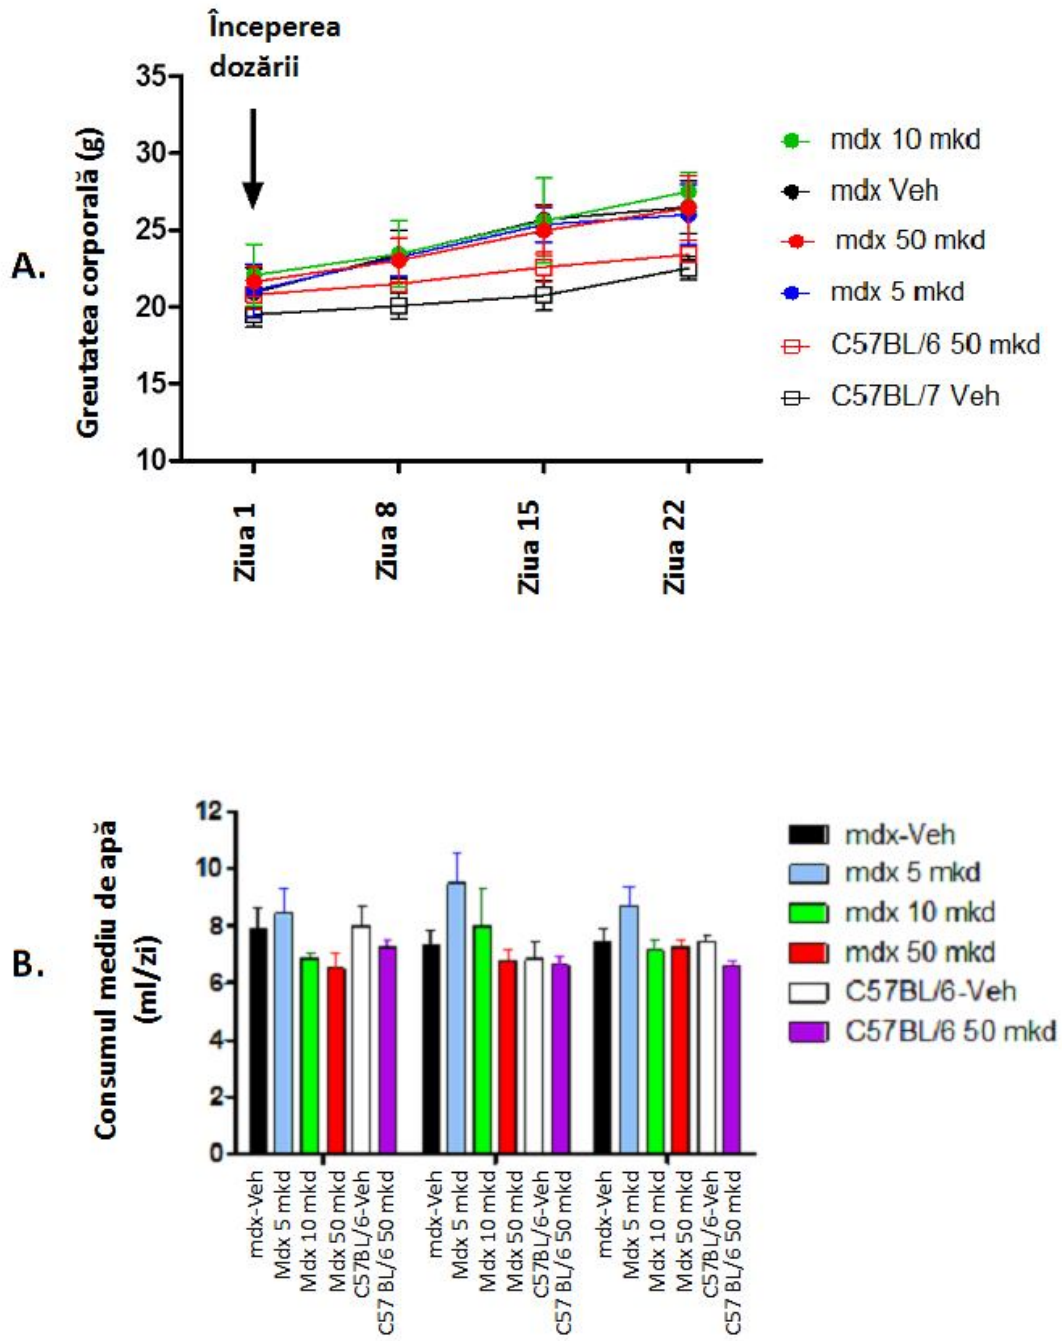 Începerea
dozării
A.
Greutatea corporală (g)
35
30
25
20
15
10
Ziua 1
Ziua 8
Ziua 15
Ziua 22
mdx 10 mkd
mdx Veh
mdx 50 mkd
mdx 5 mkd
C57BL/6 50 mkd
C57BL/7 Veh
B.
Consumul mediu de apă
(ml/zi)
12
10
8
6
4
2
0
mdx-Veh
Mdx 5 mkd
Mdx 10 mkd
Mdx 50 mkd
C57BL/6-Veh
C57 BL/6 50 mkd
mdx-Veh
Mdx 5 mkd
Mdx 10 mkd
Mdx 50 mkd
C57BL/6-Veh
C57 BL/6 50 mkd
mdx-Veh
Mdx 5 mkd
Mdx 10 mkd
Mdx 50 mkd
C57BL/6-Veh
C57 BL/6 50 mkd
mdx-Veh
mdx 5 mkd
mdx 10 mkd
mdx 50 mkd
C57BL/6-Veh
C57BL/6 50 mkd